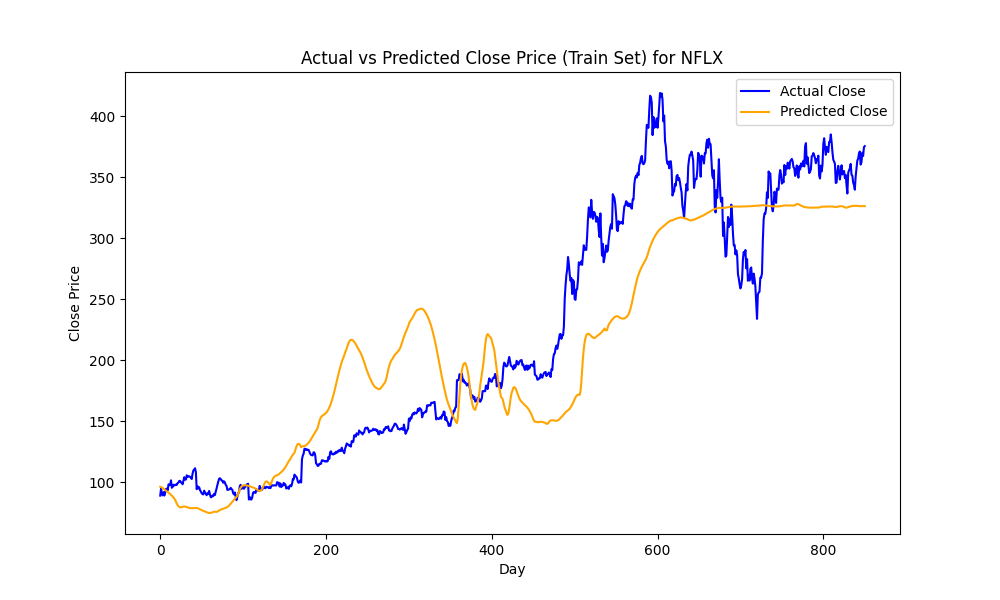 Actual vs Predicted Close Price (Train Set) for NFLX
Actual Close
Predicted Close
Close Price
400
350
300
250
200
150
100
0 200 400 600 800
Day